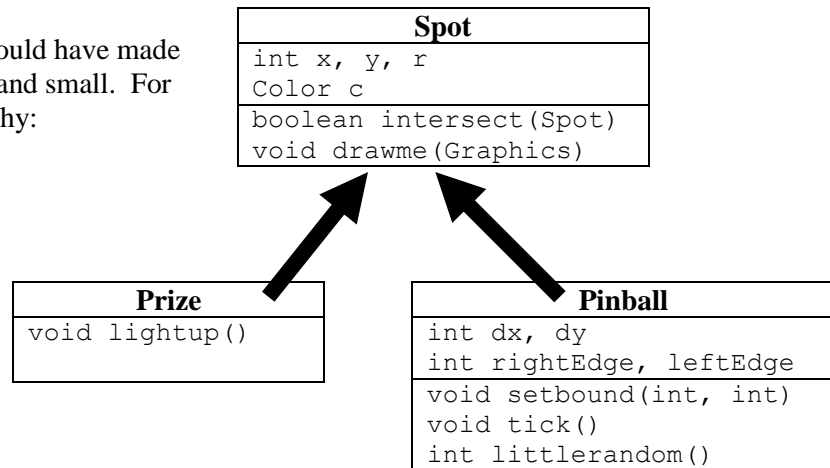 ould have made
and small. For
hy:
Spot
int x, y, r
Color c
boolean intersect(Spot)
void drawme(Graphics)
Prize
void lightup()
Pinball
int dx, dy
int rightEdge, leftEdge
void setbound(int, int)
void tick()
int littlerandom()